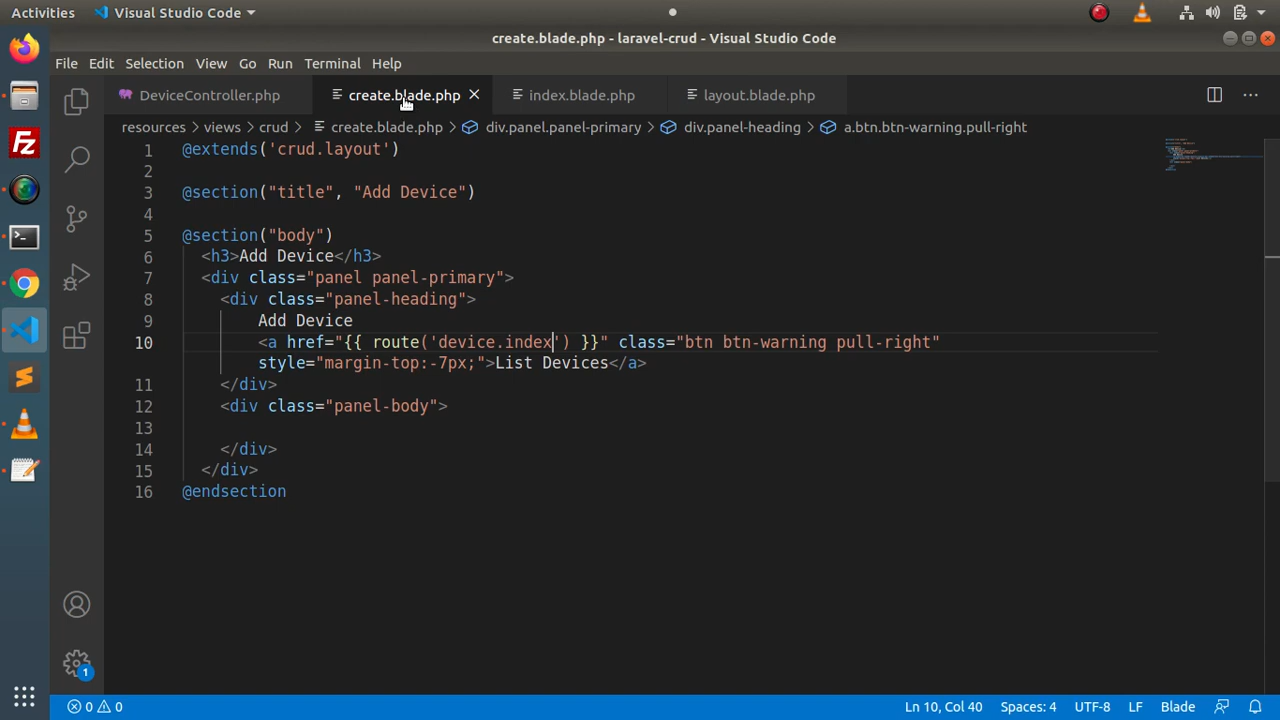 Activities
Visual Studio Code
create.blade.php - laravel-crud - Visual Studio Code
File Edit Selection View Go Run Terminal Help
DeviceController.php
create.blade.php
index.blade.php
layout.blade.php
resources > views > crud > create.blade.php > div.panel.panel-primary > div.panel-heading > a.btn.btn-warning.pull-right
1 @extends('crud.layout')
2
3 @section("title", "Add Device")
4
5 @section("body")
6 <h3>Add Device</h3>
7 <div class="panel panel-primary">
8 <div class="panel-heading">
9 Add Device
10 <a href="{{ route('device.index') }}" class="btn btn-warning pull-right"
style="margin-top:-7px;">List Devices</a>
11 </div>
12 <div class="panel-body">
13
14 </div>
15 </div>
16 @endsection
1
0 0 Ln 10, Col 40 Spaces: 4 UTF-8 LF Blade